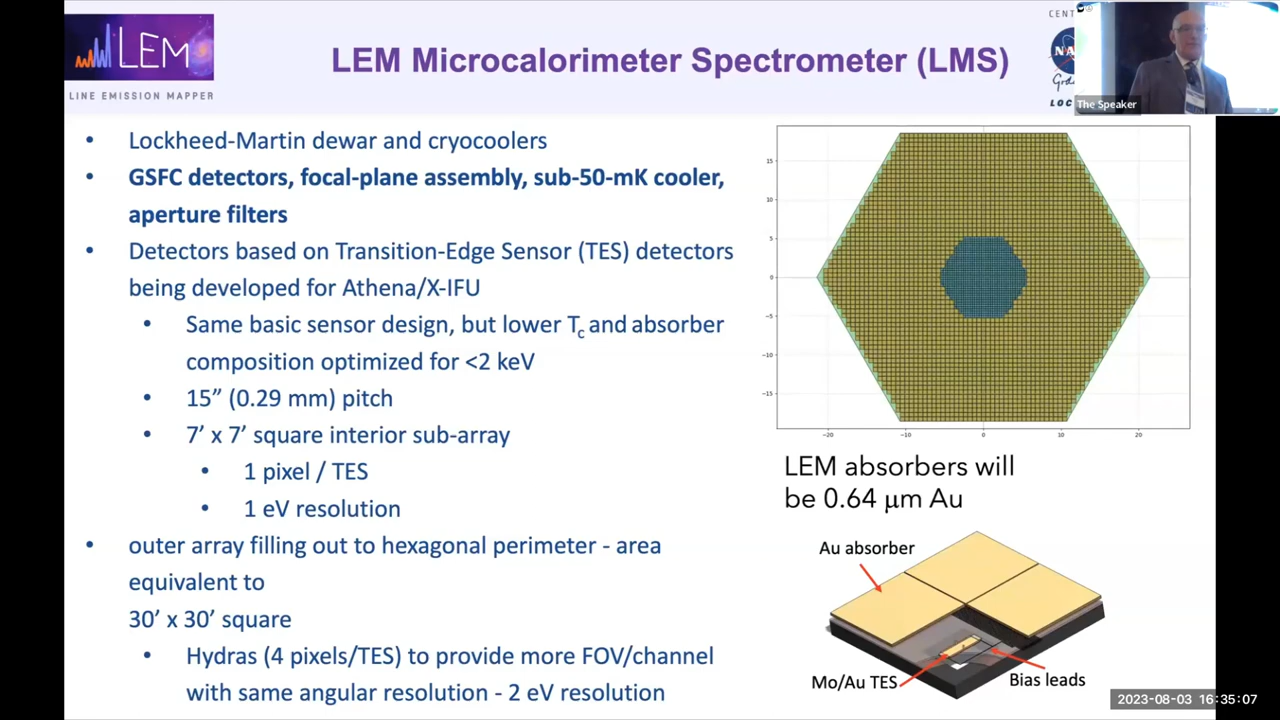 LEM
LINE EMISSION MAPPER
LEM Microcalorimeter Spectrometer (LMS)
CENT
NA
God
LOC
The Speaker
• Lockheed-Martin dewar and cryocoolers
• GSFC detectors, focal-plane assembly, sub-50-mK cooler,
aperture filters
• Detectors based on Transition-Edge Sensor (TES) detectors
being developed for Athena/X-IFU
• Same basic sensor design, but lower Tc and absorber
composition optimized for <2 keV
• 15” (0.29 mm) pitch
• 7’ x 7’ square interior sub-array
• 1 pixel / TES
• 1 eV resolution
• outer array filling out to hexagonal perimeter - area
equivalent to
30’ x 30’ square
• Hydras (4 pixels/TES) to provide more FOV/channel
with same angular resolution - 2 eV resolution
15
10
5
0
−5
−10
−15
−20 −10 0 10 20
LEM absorbers will
be 0.64 μm Au
Au absorber
Mo/Au TES
Bias leads
2023-08-03 16:35:07